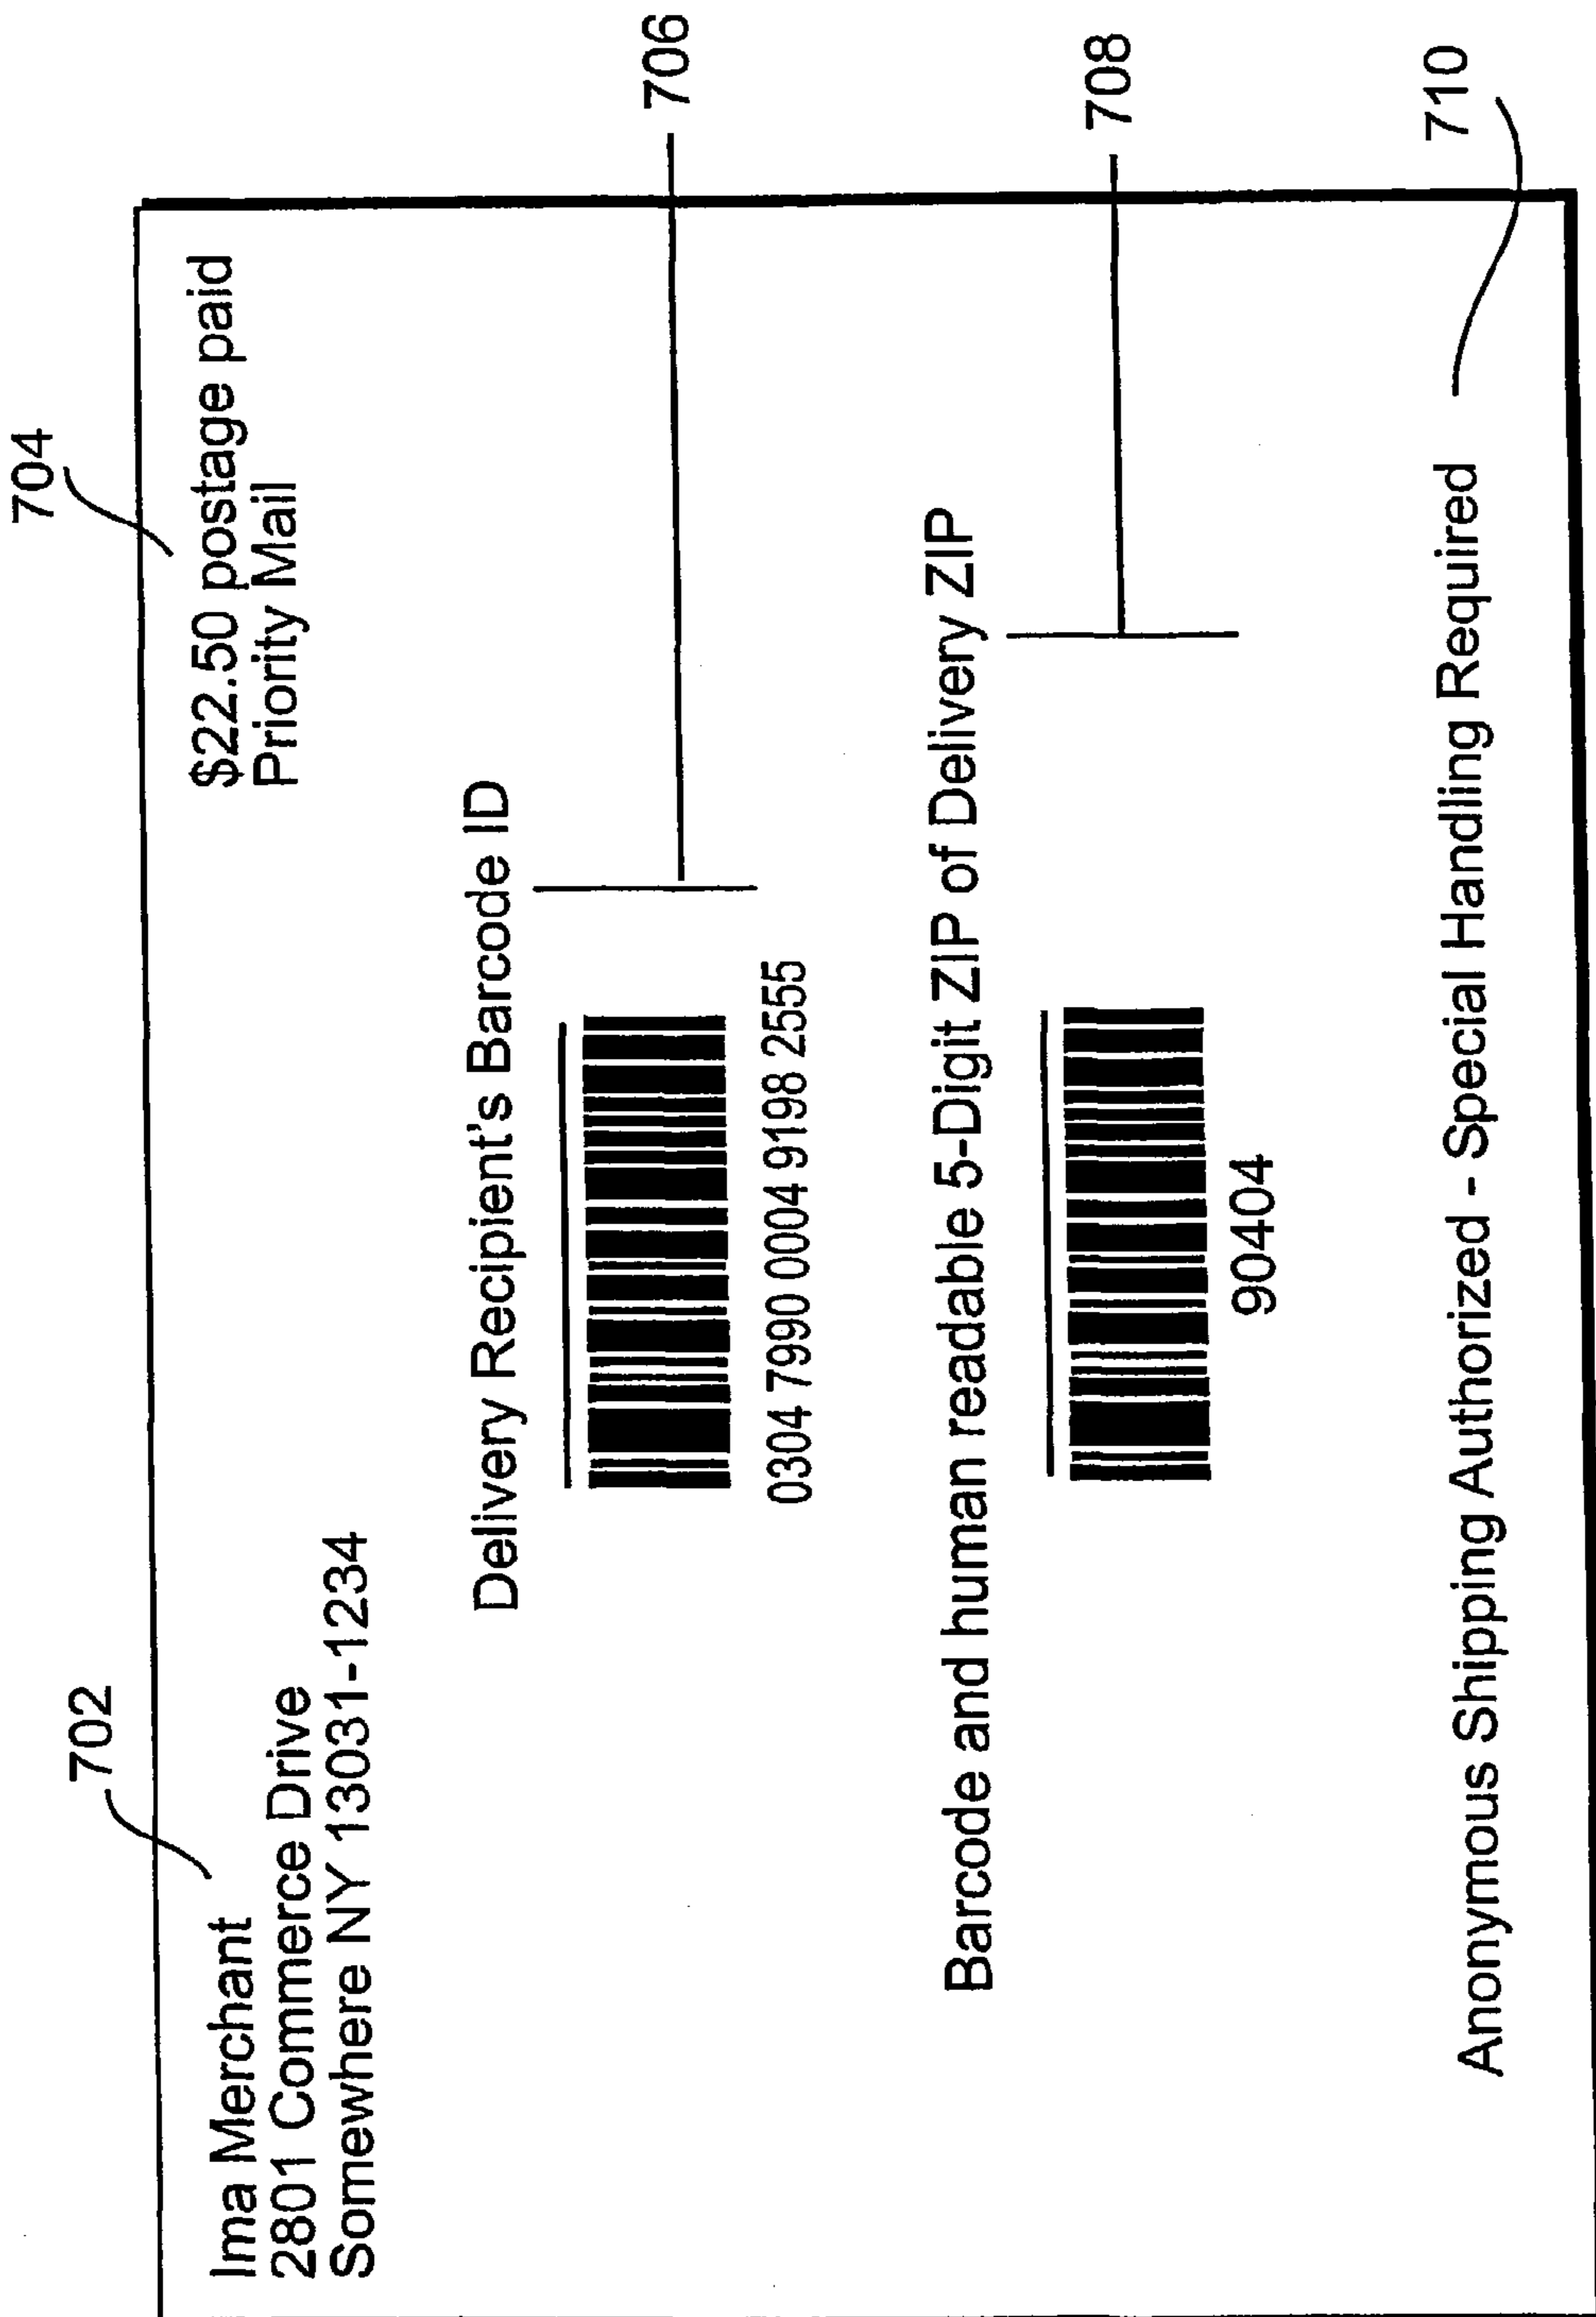 702
704
Ima Merchant
2801 Commerce Drive
Somewhere NY 13031-1234
$22.50 postage paid
Priority Mail
Delivery Recipient's Barcode ID
706
0304 7990 0004 9198 2555
Barcode and human readable 5-Digit ZIP of Delivery ZIP
708
90404
Anonymous Shipping Authorized - Special Handling Required
710